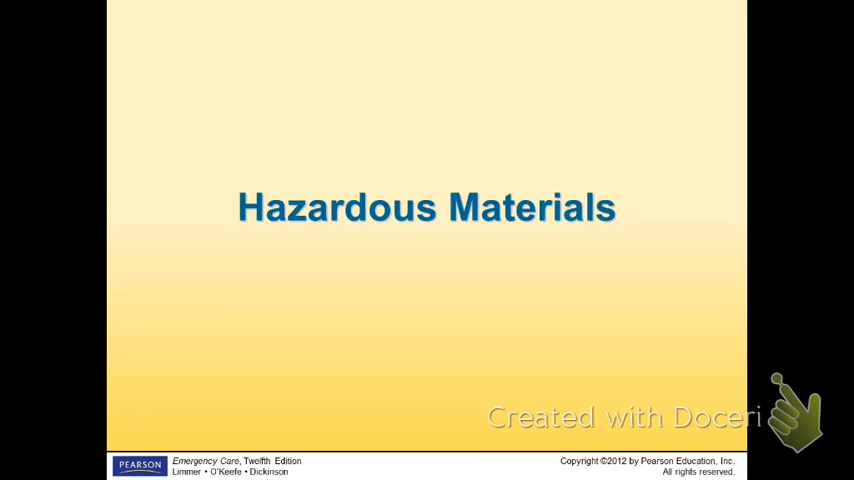 Hazardous Materials
Created with Doceri
PEARSON
Emergency Care, Twelfth Edition
Limmer • O'Keefe • Dickinson
Copyright ©2012 by Pearson Education, Inc.
All rights reserved.